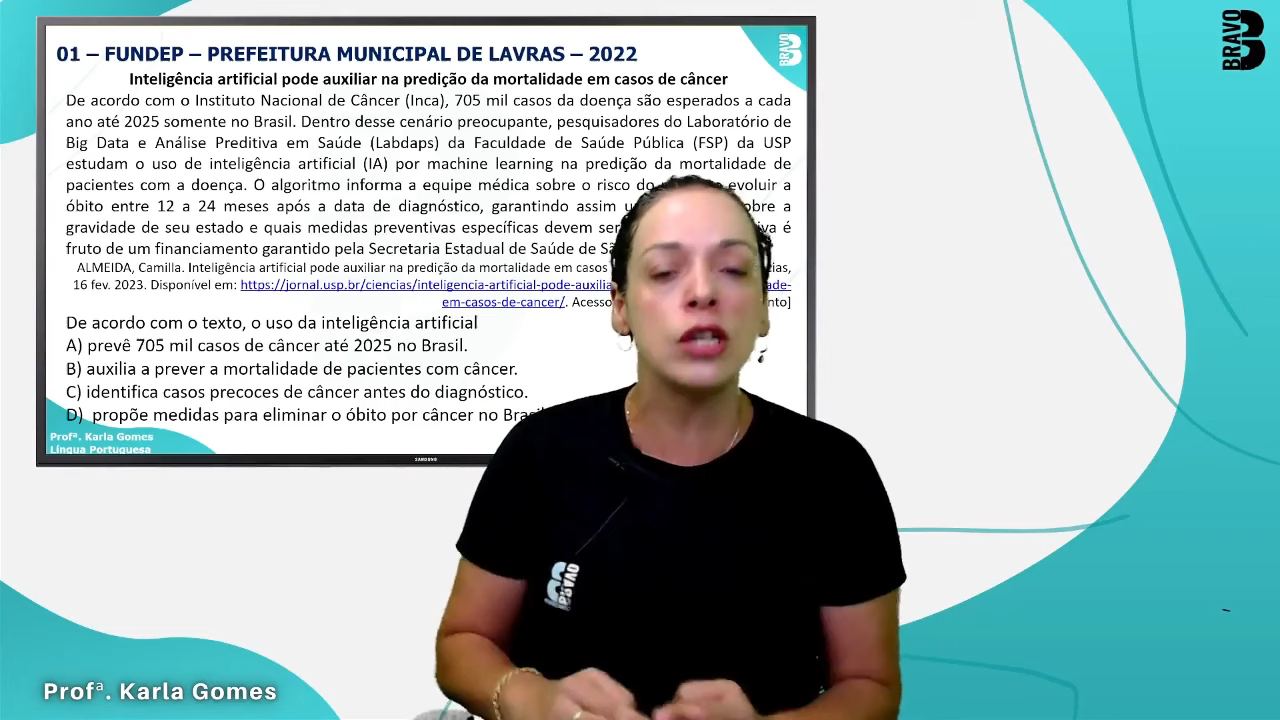 01 – FUNDEP – PREFEITURA MUNICIPAL DE LAVRAS – 2022
Inteligência artificial pode auxiliar na predição da mortalidade em casos de câncer
De acordo com o Instituto Nacional de Câncer (Inca), 705 mil casos da doença são esperados a cada
ano até 2025 somente no Brasil. Dentro desse cenário preocupante, pesquisadores do Laboratório de
Big Data e Análise Preditiva em Saúde (Labdaps) da Faculdade de Saúde Pública (FSP) da USP
estudam o uso de inteligência artificial (IA) por machine learning na predição da mortalidade de
pacientes com a doença. O algoritmo informa a equipe médica sobre o risco do evoluir a
óbito entre 12 a 24 meses após a data de diagnóstico, garantindo assim a
gravidade de seu estado e quais medidas preventivas específicas devem é
fruto de um financiamento garantido pela Secretaria Estadual de Saúde de
ALMEIDA, Camilla. Inteligência artificial pode auxiliar na predição da mortalidade em casos
16 fev. 2023. Disponível em: https://jornal.usp.br/ciencias/inteligencia-artificial-pode-auxilia de-
em-casos-de-cancer/. Acesso
De acordo com o texto, o uso da inteligência artificial
A) prevê 705 mil casos de câncer até 2025 no Brasil.
B) auxilia a prever a mortalidade de pacientes com câncer.
C) identifica casos precoces de câncer antes do diagnóstico.
D) propõe medidas para eliminar o óbito por câncer no
Profª. Karla Gomes
Língua Portuguesa
SAMSUNG
BRAVO
BRAVO
BRAVO
Profª. Karla Gomes